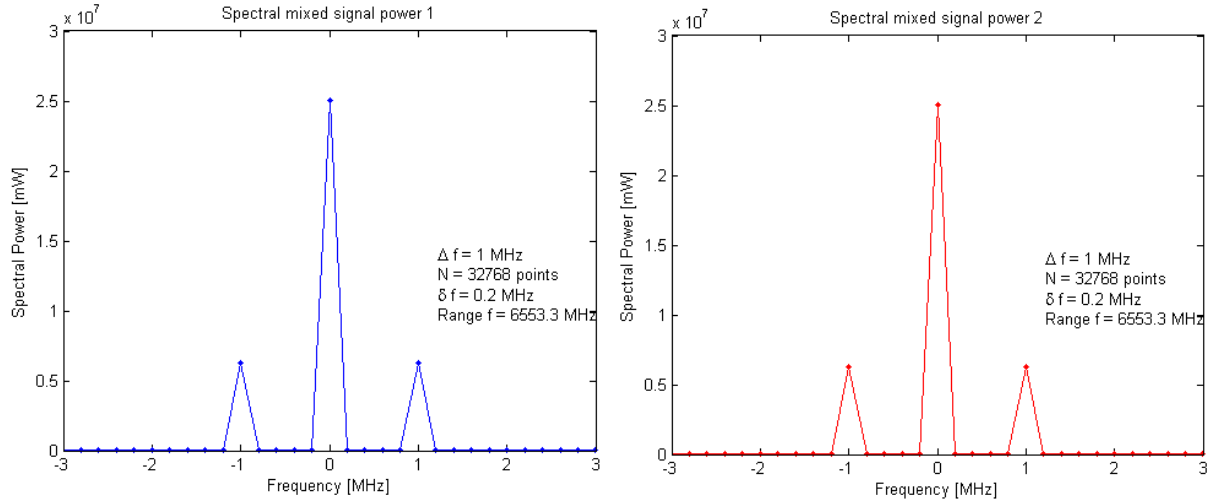 Spectral mixed signal power 1
x 10^7
3
2.5
2
1.5
1
0.5
0
Spectral Power [mW]
Δ f = 1 MHz
N = 32768 points
δ f = 0.2 MHz
Range f = 6553.3 MHz
-3
-2
-1
0
1
2
3
Frequency [MHz]
Spectral mixed signal power 2
x 10^7
3
2.5
2
1.5
1
0.5
0
Spectral Power [mW]
Δ f = 1 MHz
N = 32768 points
δ f = 0.2 MHz
Range f = 6553.3 MHz
-3
-2
-1
0
1
2
3
Frequency [MHz]